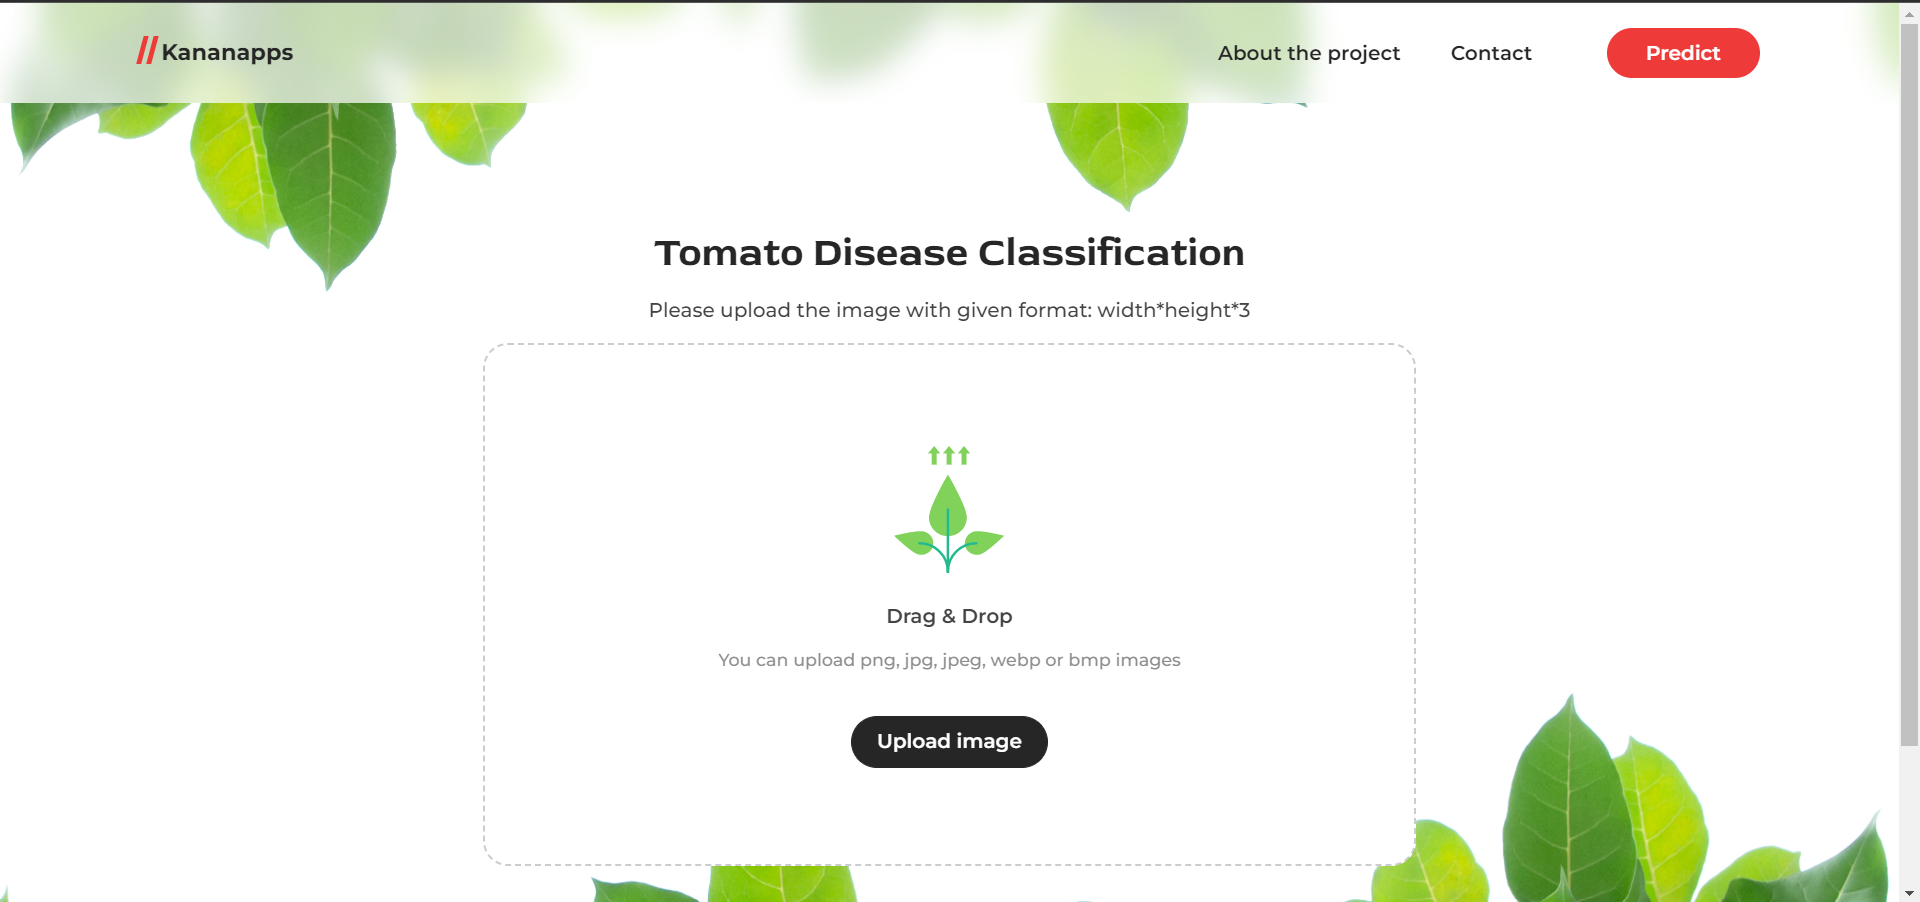 //Kananapps
About the project
Contact
Predict
Tomato Disease Classification
Please upload the image with given format: width*height*3
Drag & Drop
You can upload png, jpg, jpeg, webp or bmp images
Upload image